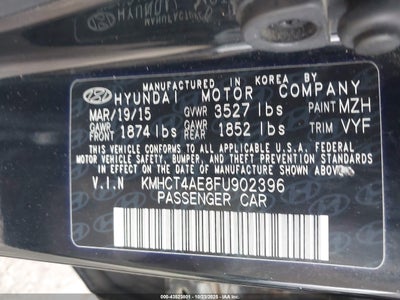 MANUFACTURED IN KOREA BY
HYUNDAI MOTOR COMPANY
MAR/19/15 GVWR 3527 lbs PAINT MZH
GAWR FRONT 1874 lbs GAWR REAR 1852 lbs TRIM VYF
THIS VEHICLE CONFORMS TO ALL APPLICABLE U.S.
FEDERAL MOTOR VEHICLE
SAFETY, BUMPER, AND THEFT PREVENTION STANDARDS
IN EFFECT ON THE DATE OF MANUFACTURE SHOWN ABOVE.
V.I.N KMHCT4AE8FU902396
PASSENGER CAR